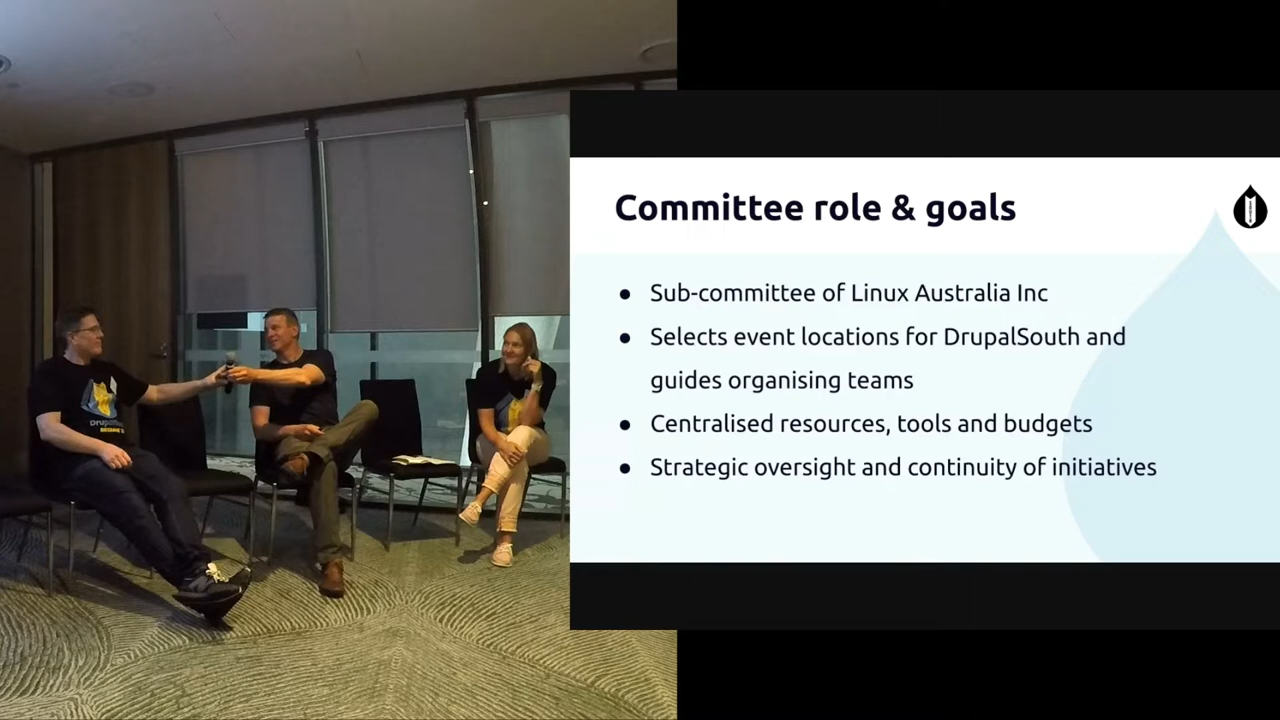 Committee role & goals
● Sub-committee of Linux Australia Inc
● Selects event locations for DrupalSouth and
guides organising teams
● Centralised resources, tools and budgets
● Strategic oversight and continuity of initiatives